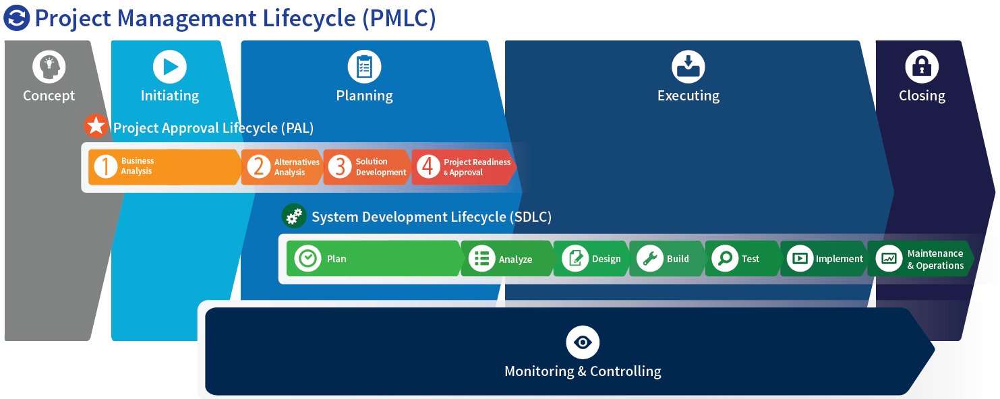 Project Management Lifecycle (PMLC)
Concept
Initiating
Planning
Executing
Closing
Project Approval Lifecycle (PAL)
1
Business
Analysis
2
Alternatives
Analysis
3
Solution
Development
4
Project Readiness
& Approval
System Development Lifecycle (SDLC)
Plan
Analyze
Design
Build
Test
Implement
Maintenance
& Operations
Monitoring & Controlling